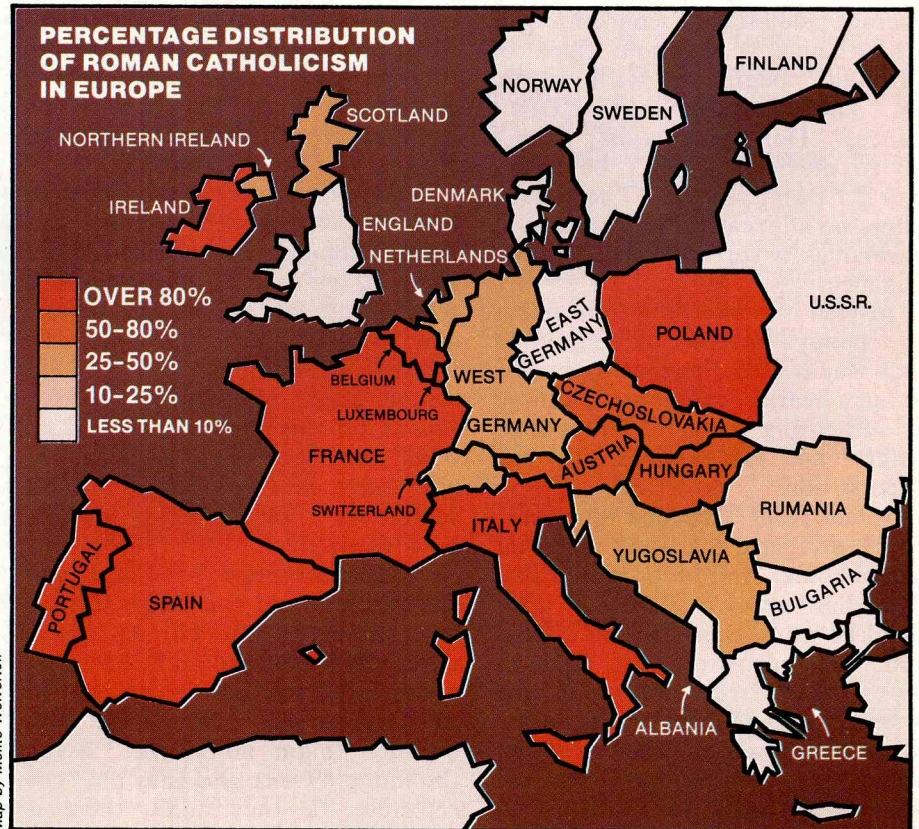 PERCENTAGE DISTRIBUTION
OF ROMAN CATHOLICISM
IN EUROPE
NORWAY
FINLAND
SWEDEN
SCOTLAND
NORTHERN IRELAND
DENMARK
IRELAND
ENGLAND
NETHERLANDS
OVER 80%
50-80%
25-50%
10-25%
LESS THAN 10%
U.S.S.R.
EAST
GERMANY
POLAND
BELGIUM
WEST
GERMANY
LUXEMBOURG
CZECHOSLOVAKIA
FRANCE
AUSTRIA
HUNGARY
SWITZERLAND
ITALY
RUMANIA
YUGOSLAVIA
PORTUGAL
SPAIN
BULGARIA
ALBANIA
GREECE